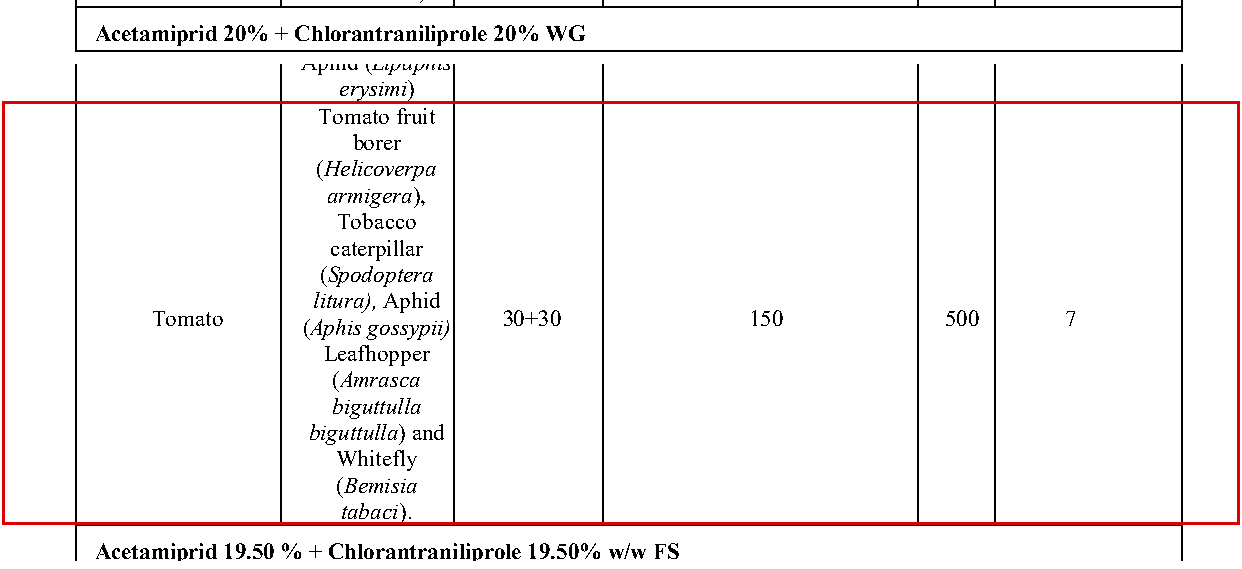 Acetamiprid 20% + Chlorantraniliprole 20% WG
erysimi)
Tomato fruit
borer
(Helicoverpa
armigera),
Tobacco
caterpillar
(Spodoptera
litura), Aphid
Tomato (Aphis gossypii) 30+30 150 500 7
Leafhopper
(Amrasca
biguttulla
biguttulla) and
Whitefly
(Bemisia
tabaci).
Acetamiprid 19.50 % + Chlorantraniliprole 19.50% w/w FS